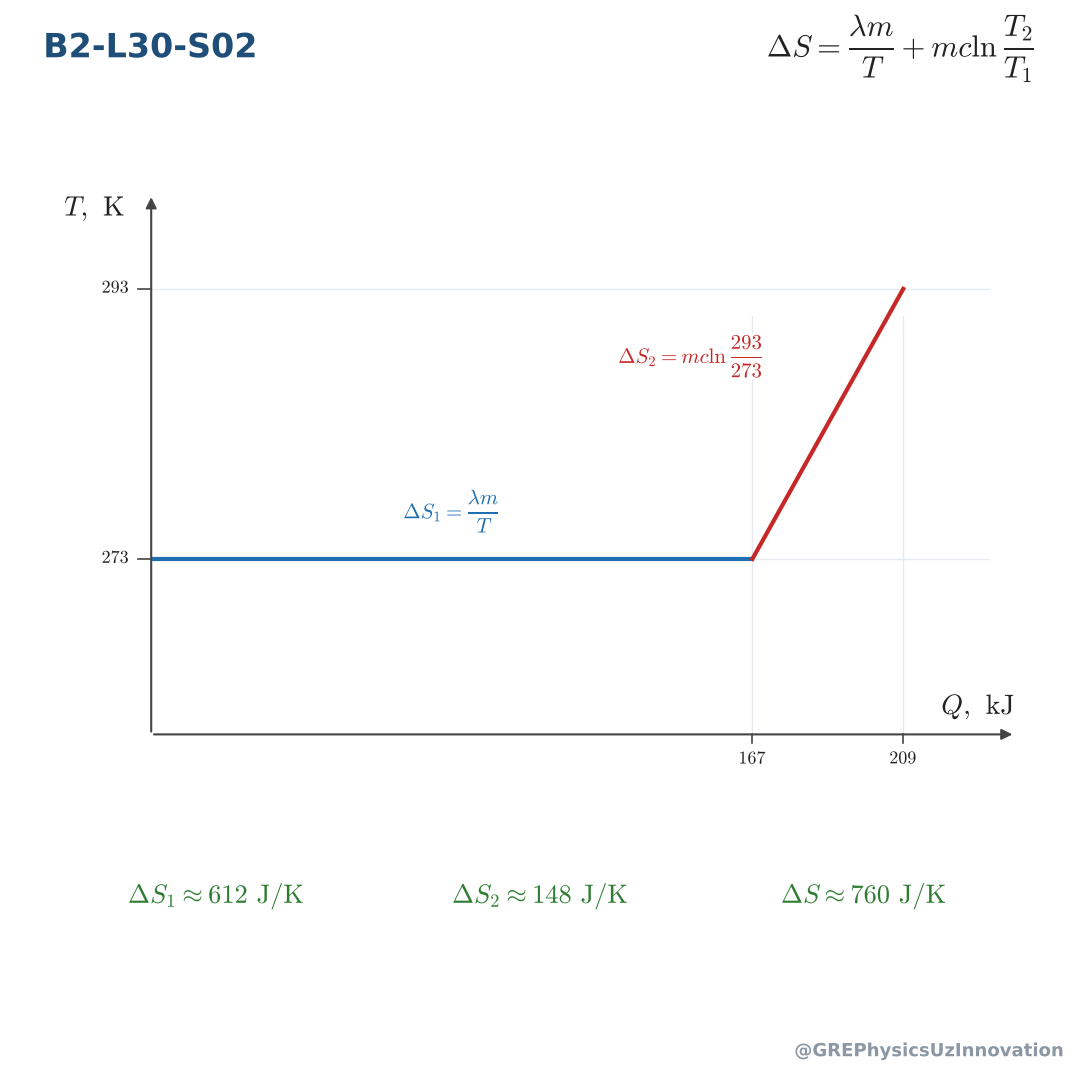 B2-L30-S02
ΔS = λm/T + mc ln T₂/T₁
T, K
293
ΔS₂ = mc ln 293/273
ΔS₁ = λm/T
273
Q, kJ
167 209
ΔS₁ ≈ 612 J/K ΔS₂ ≈ 148 J/K ΔS ≈ 760 J/K
@GREPhysicsUzInnovation